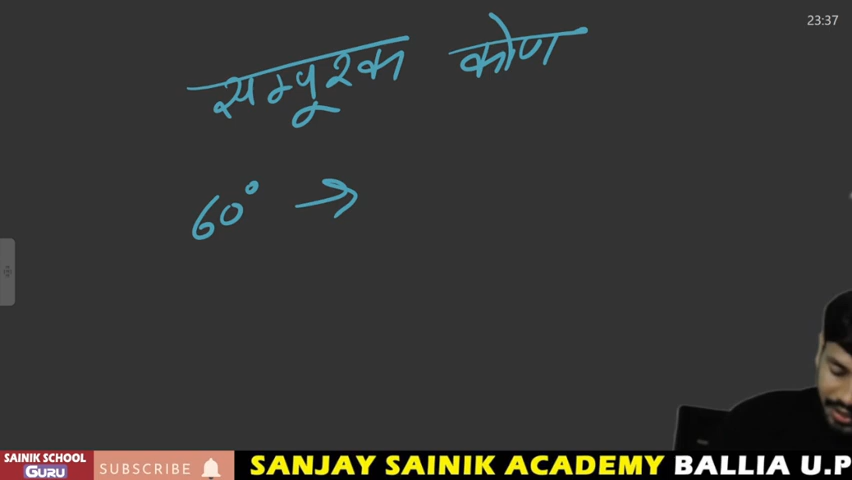 23:37
सम्पूरक कोण
60° →
SAINIK SCHOOL
GURU
SUBSCRIBE
SANJAY SAINIK ACADEMY BALLIA U.P